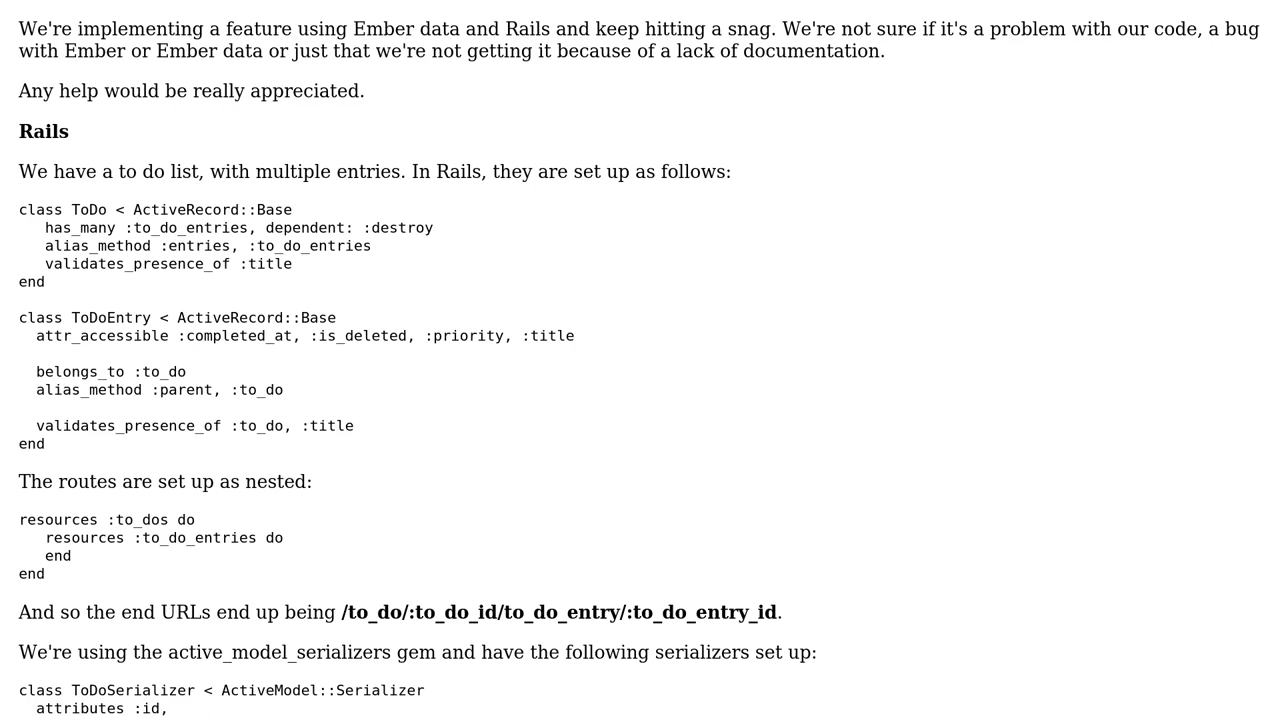 We're implementing a feature using Ember data and Rails and keep hitting a snag. We're not sure if it's a problem with our code, a bug
with Ember or Ember data or just that we're not getting it because of a lack of documentation.
Any help would be really appreciated.
Rails
We have a to do list, with multiple entries. In Rails, they are set up as follows:
class ToDo < ActiveRecord::Base
   has_many :to_do_entries, dependent: :destroy
   alias_method :entries, :to_do_entries
   validates_presence_of :title
end
class ToDoEntry < ActiveRecord::Base
  attr_accessible :completed_at, :is_deleted, :priority, :title
  belongs_to :to_do
  alias_method :parent, :to_do
  validates_presence_of :to_do, :title
end
The routes are set up as nested:
resources :to_dos do
   resources :to_do_entries do
   end
end
And so the end URLs end up being /to_do/:to_do_id/to_do_entry/:to_do_entry_id.
We're using the active_model_serializers gem and have the following serializers set up:
class ToDoSerializer < ActiveModel::Serializer
  attributes :id,